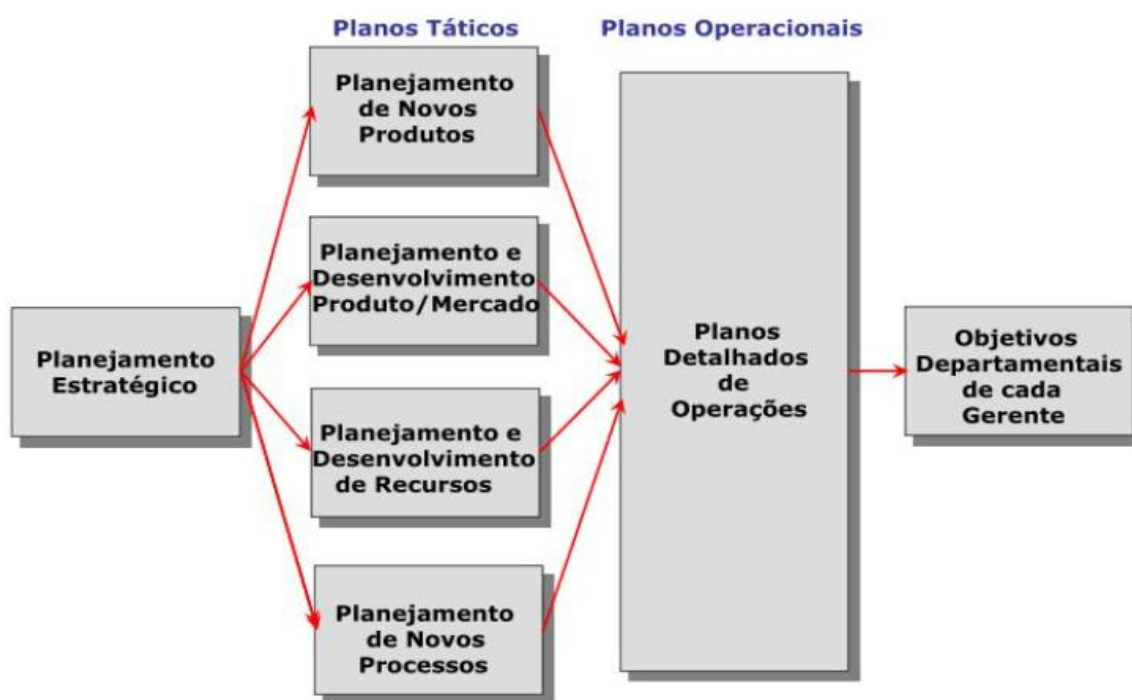 Planos Táticos
Planos Operacionais
Planejamento
de Novos
Produtos
Planejamento e
Desenvolvimento
Produto/Mercado
Planejamento
Estratégico
Planejamento e
Desenvolvimento
de Recursos
Planejamento
de Novos
Processos
Planos
Detalhados
de
Operações
Objetivos
Departamentais
de cada
Gerente